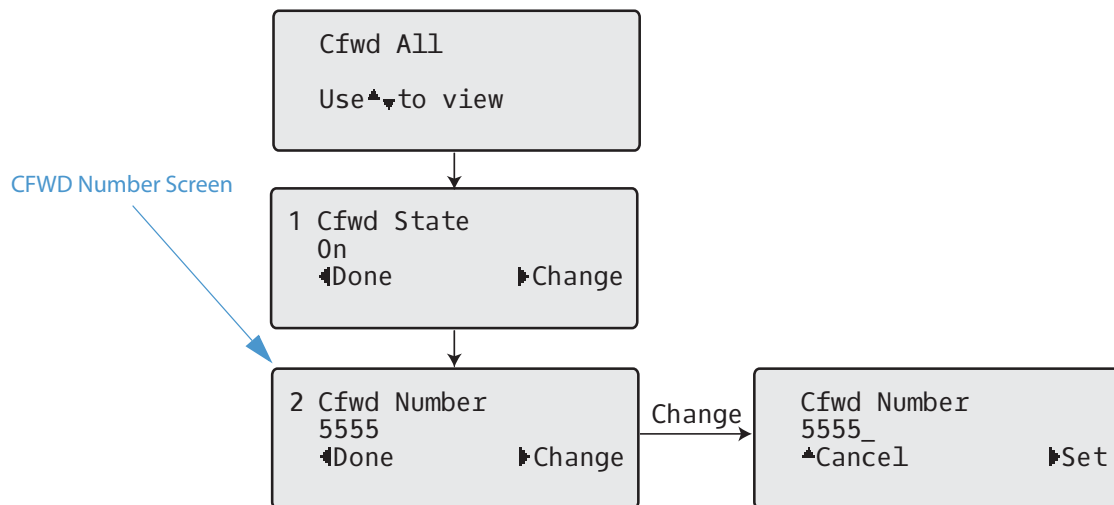 Cfwd All
Use▲▼to view
CFWD Number Screen
1 Cfwd State
On
◀Done ▶Change
2 Cfwd Number
5555
◀Done ▶Change
Change
Cfwd Number
5555_
▲Cancel ▶Set